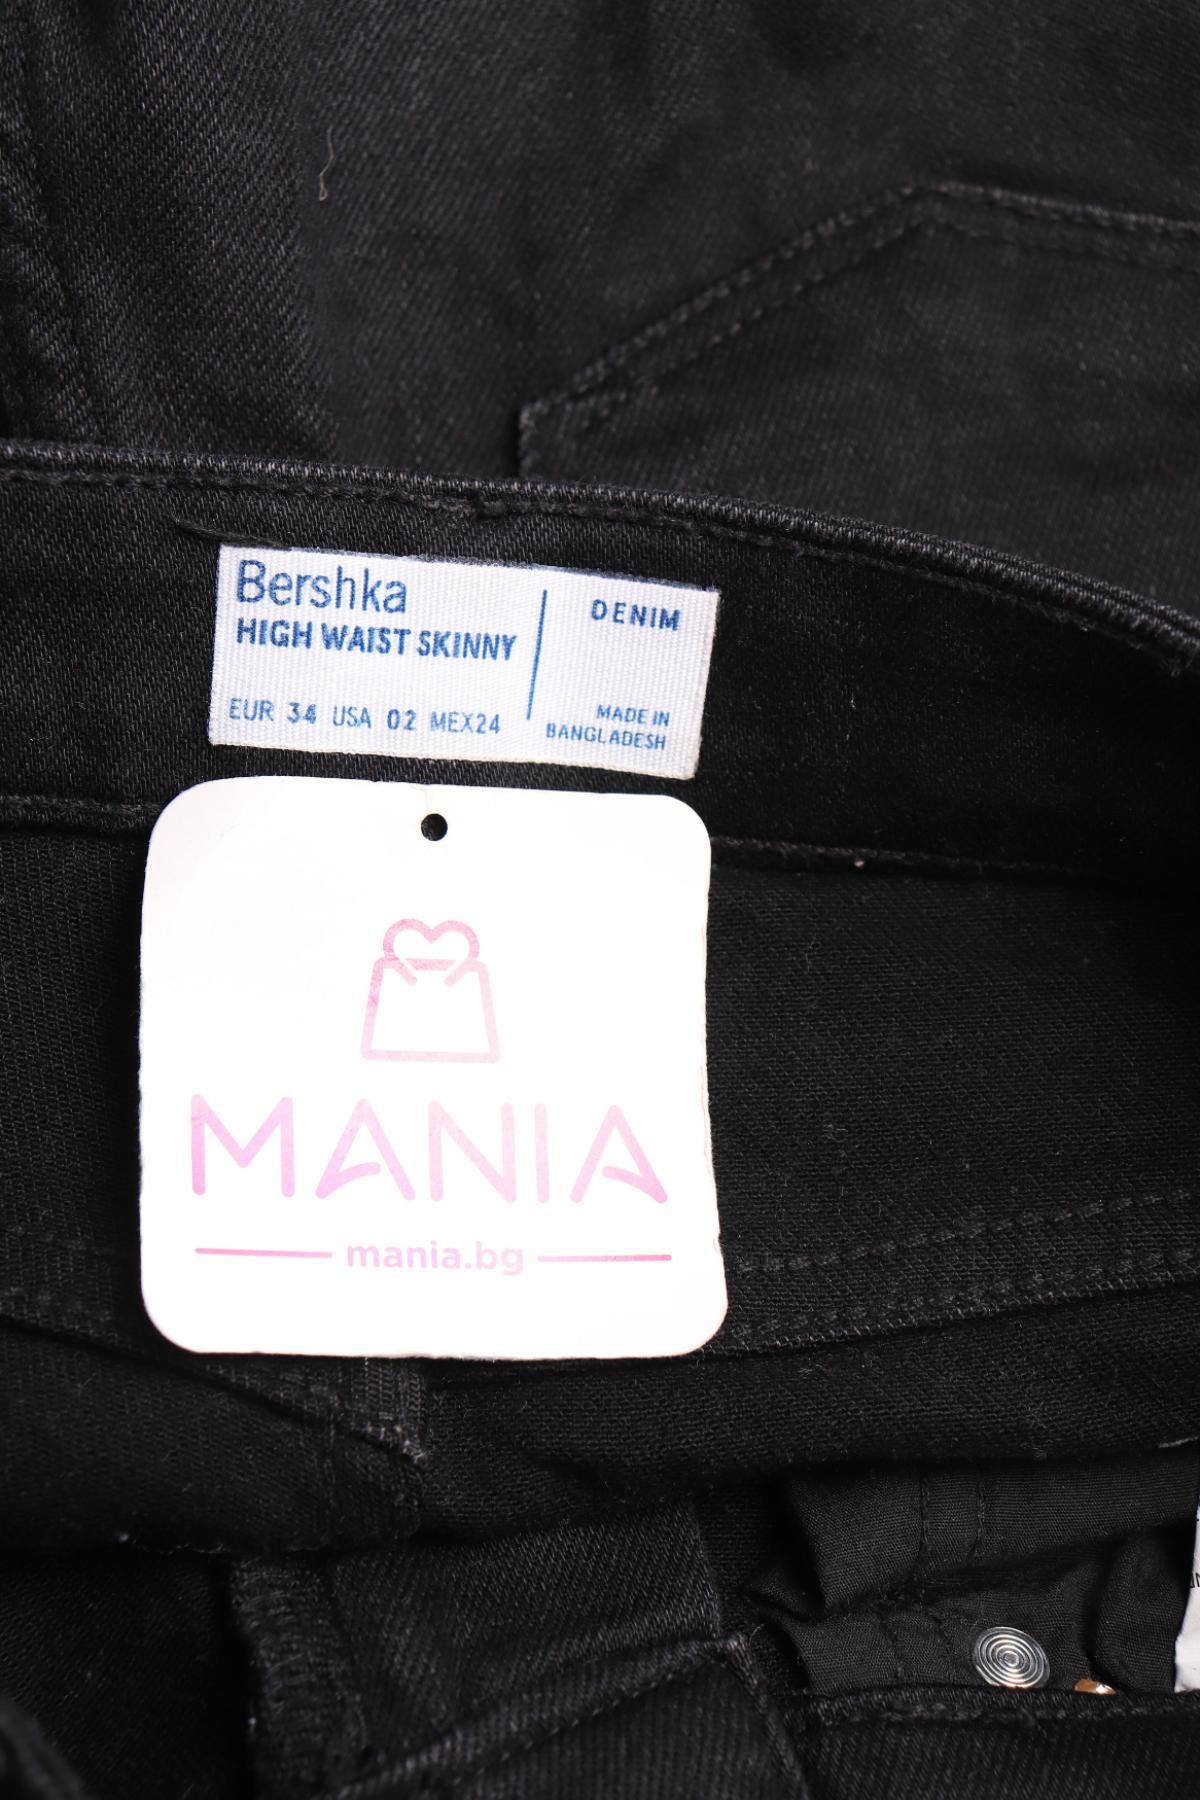 Bershka
HIGH WAIST SKINNY
EUR 34 USA 02 MEX24
DENIM
MADE IN
BANGLADESH
MANIA
mania.bg